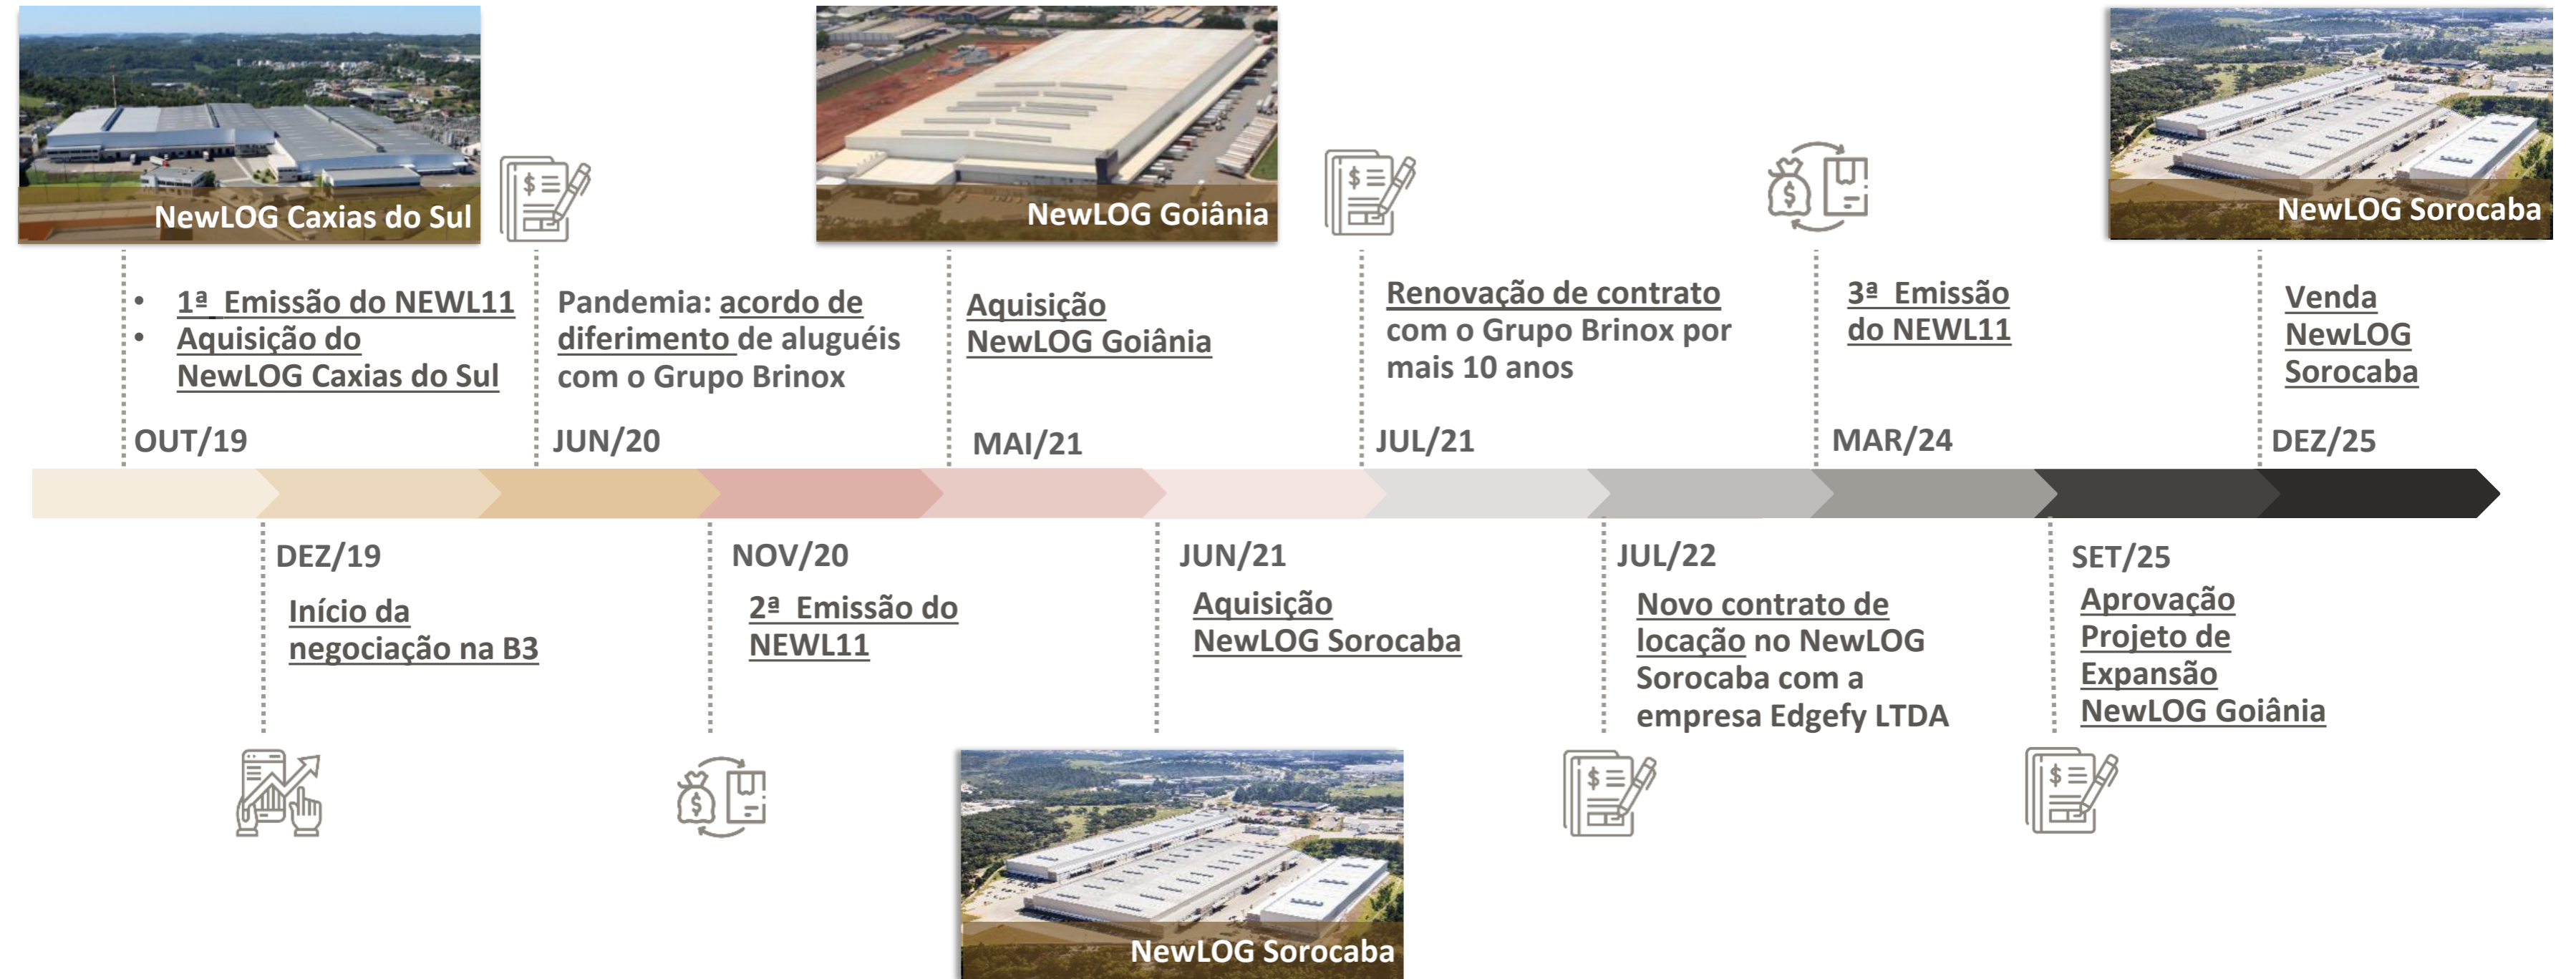 NewLOG Caxias do Sul
NewLOG Goiânia
NewLOG Sorocaba
• 1ª Emissão do NEWL11
• Aquisição do
NewLOG Caxias do Sul
OUT/19
Pandemia: acordo de
diferimento de aluguéis
com o Grupo Brinox
JUN/20
Aquisição
NewLOG Goiânia
MAI/21
Renovação de contrato
com o Grupo Brinox por
mais 10 anos
JUL/21
3ª Emissão
do NEWL11
MAR/24
Venda
NewLOG
Sorocaba
DEZ/25
DEZ/19
Início da
negociação na B3
NOV/20
2ª Emissão do
NEWL11
JUN/21
Aquisição
NewLOG Sorocaba
JUL/22
Novo contrato de
locação no NewLOG
Sorocaba com a
empresa Edgefy LTDA
SET/25
Aprovação
Projeto de
Expansão
NewLOG Goiânia
NewLOG Sorocaba